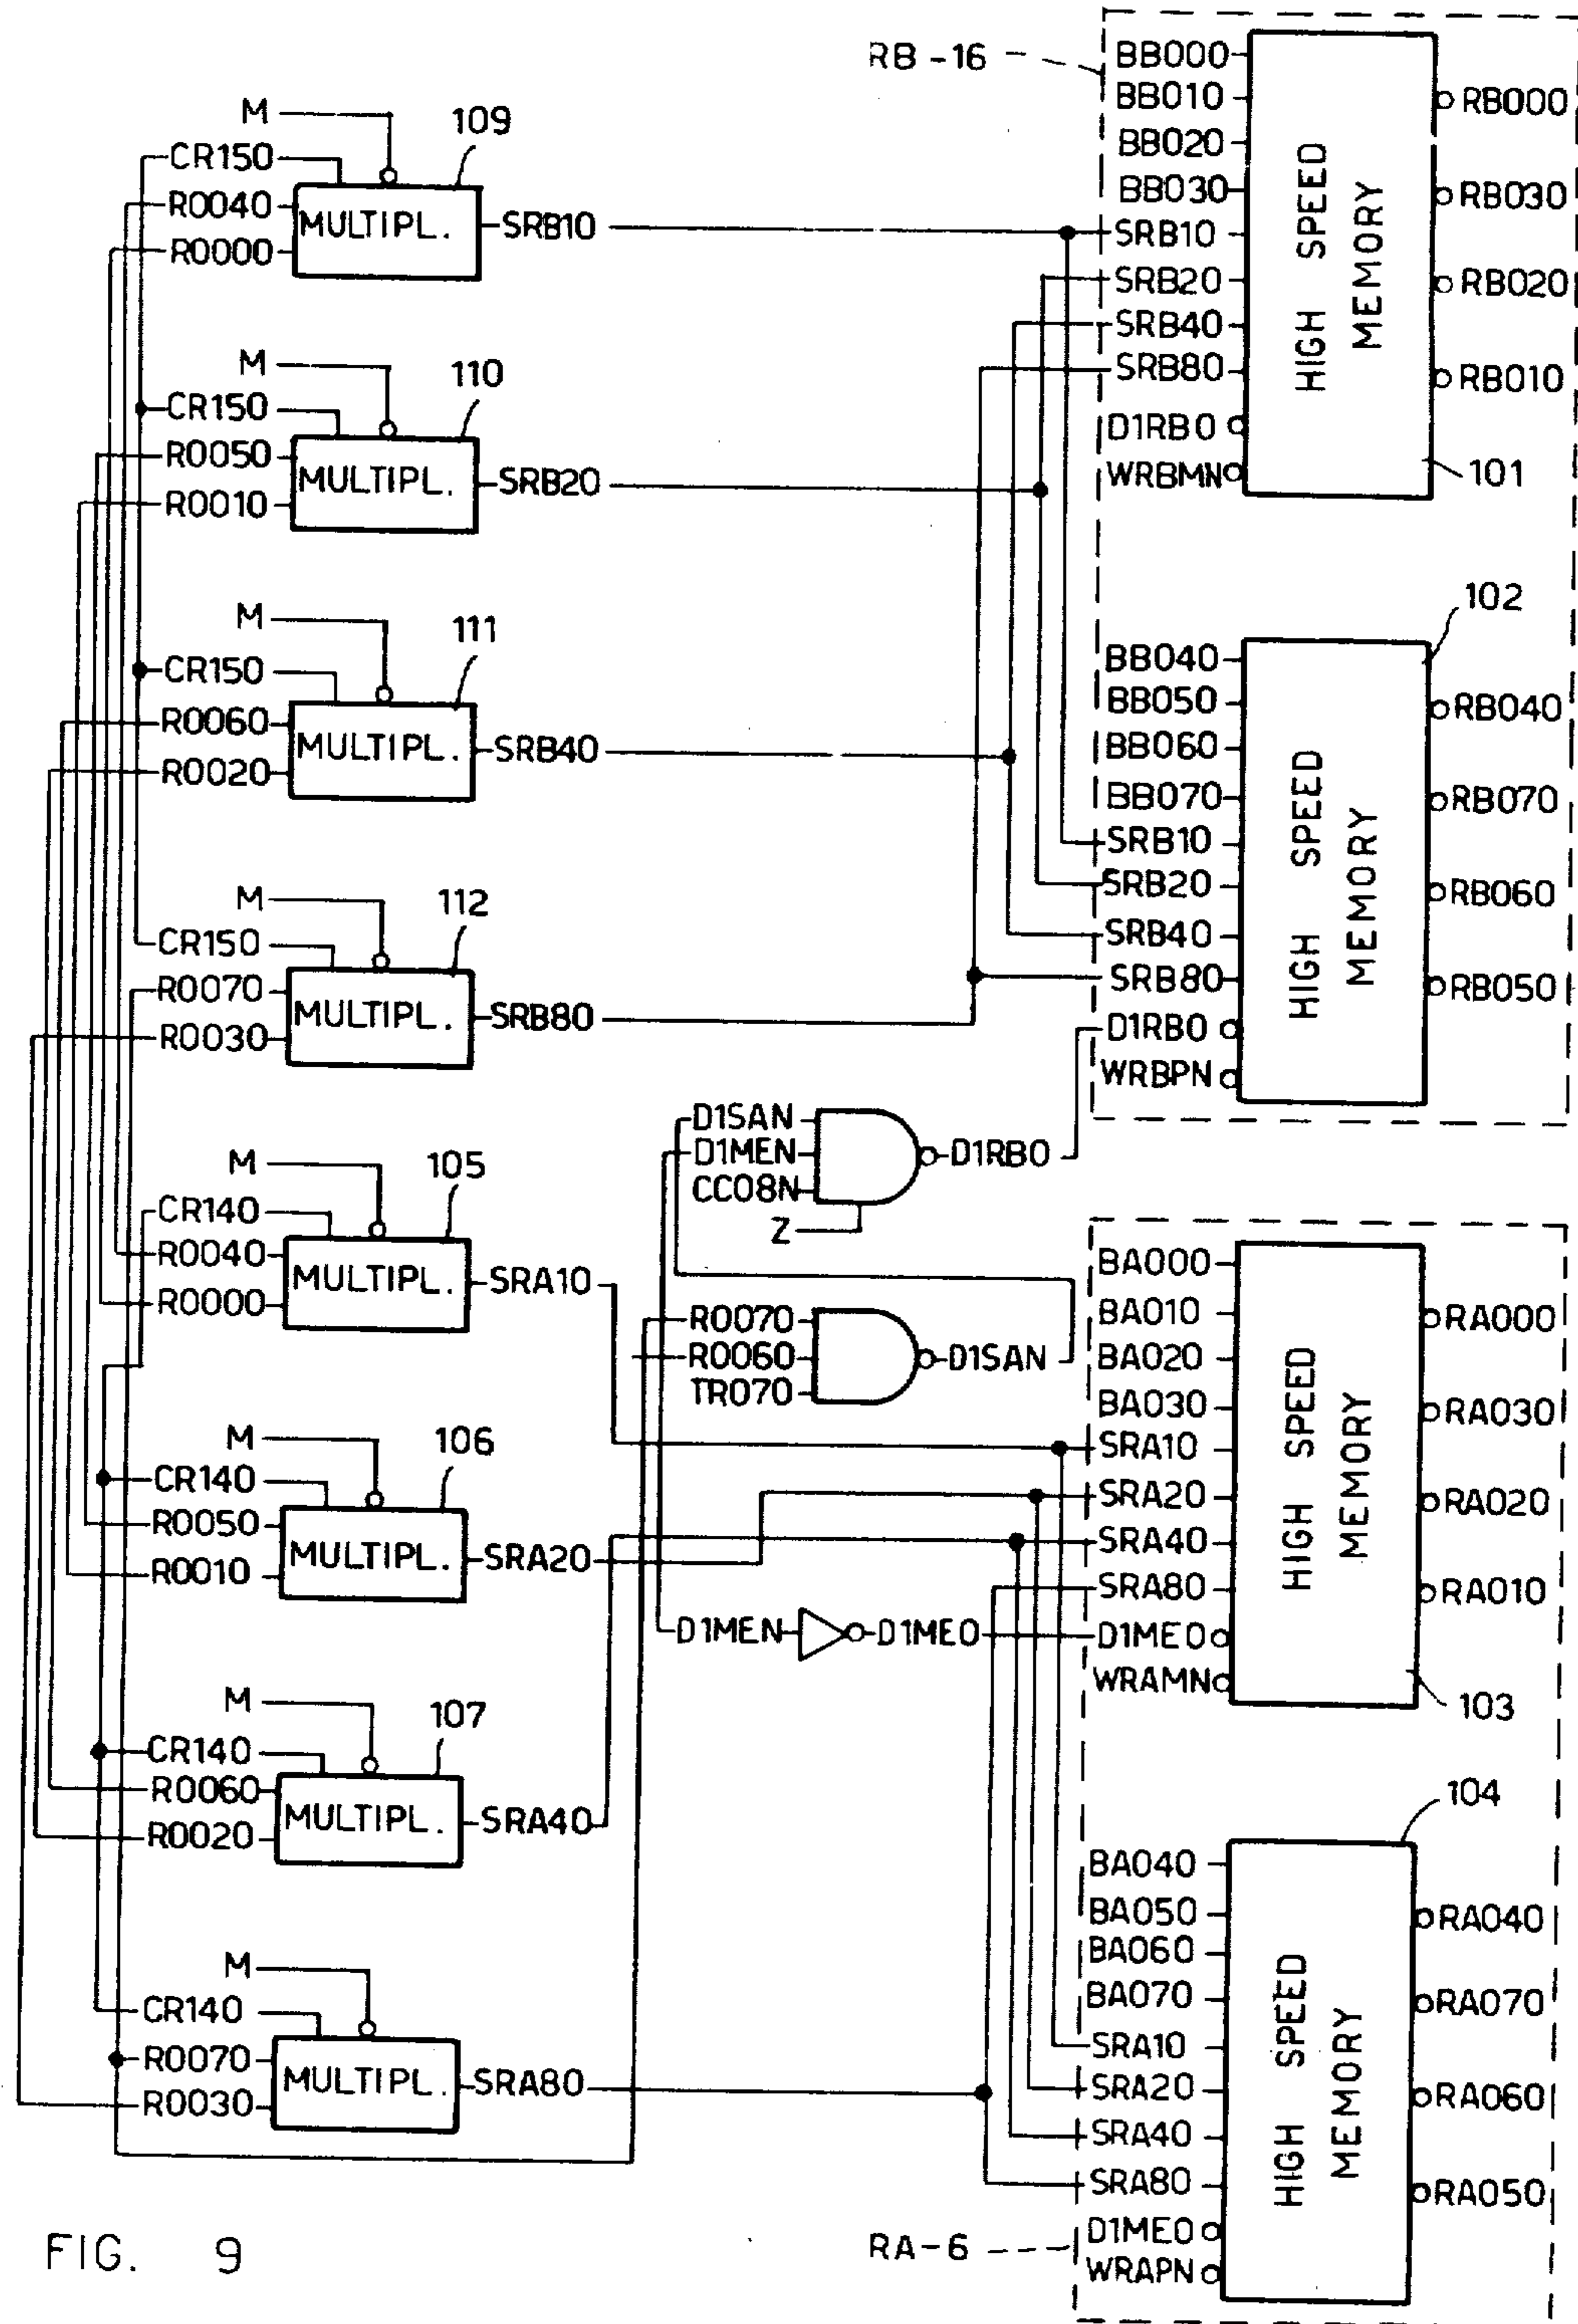 RB-16
M
109
CR150
R0040
R0000
MULTIPL.
SRB10
M
110
CR150
R0050
R0010
MULTIPL.
SRB20
M
111
CR150
R0060
R0020
MULTIPL.
SRB40
M
112
CR150
R0070
R0030
MULTIPL.
SRB80
M
105
CR140
R0040
R0000
MULTIPL.
SRA10
M
106
CR140
R0050
R0010
MULTIPL.
SRA20
M
107
CR140
R0060
R0020
MULTIPL.
SRA40
M
CR140
R0070
R0030
MULTIPL.
SRA80
D1SAN
D1MEN
CC08N
Z
D1RB0
R0070
R0060
TR070
D1SAN
D1MEN
D1ME0
BB000
BB010
BB020
BB030
SRB10
SRB20
SRB40
SRB80
D1RB0
WRBMN
HIGH SPEED
MEMORY
RB000
RB030
RB020
RB010
101
102
BB040
BB050
BB060
BB070
SRB10
SRB20
SRB40
SRB80
D1RB0
WRBPN
HIGH SPEED
MEMORY
RB040
RB070
RB060
RB050
BA000
BA010
BA020
BA030
SRA10
SRA20
SRA40
SRA80
D1ME0
WRAMN
HIGH SPEED
MEMORY
RA000
RA030
RA020
RA010
103
104
BA040
BA050
BA060
BA070
SRA10
SRA20
SRA40
SRA80
D1ME0
WRAPN
HIGH SPEED
MEMORY
RA040
RA070
RA060
RA050
RA-6
FIG. 9